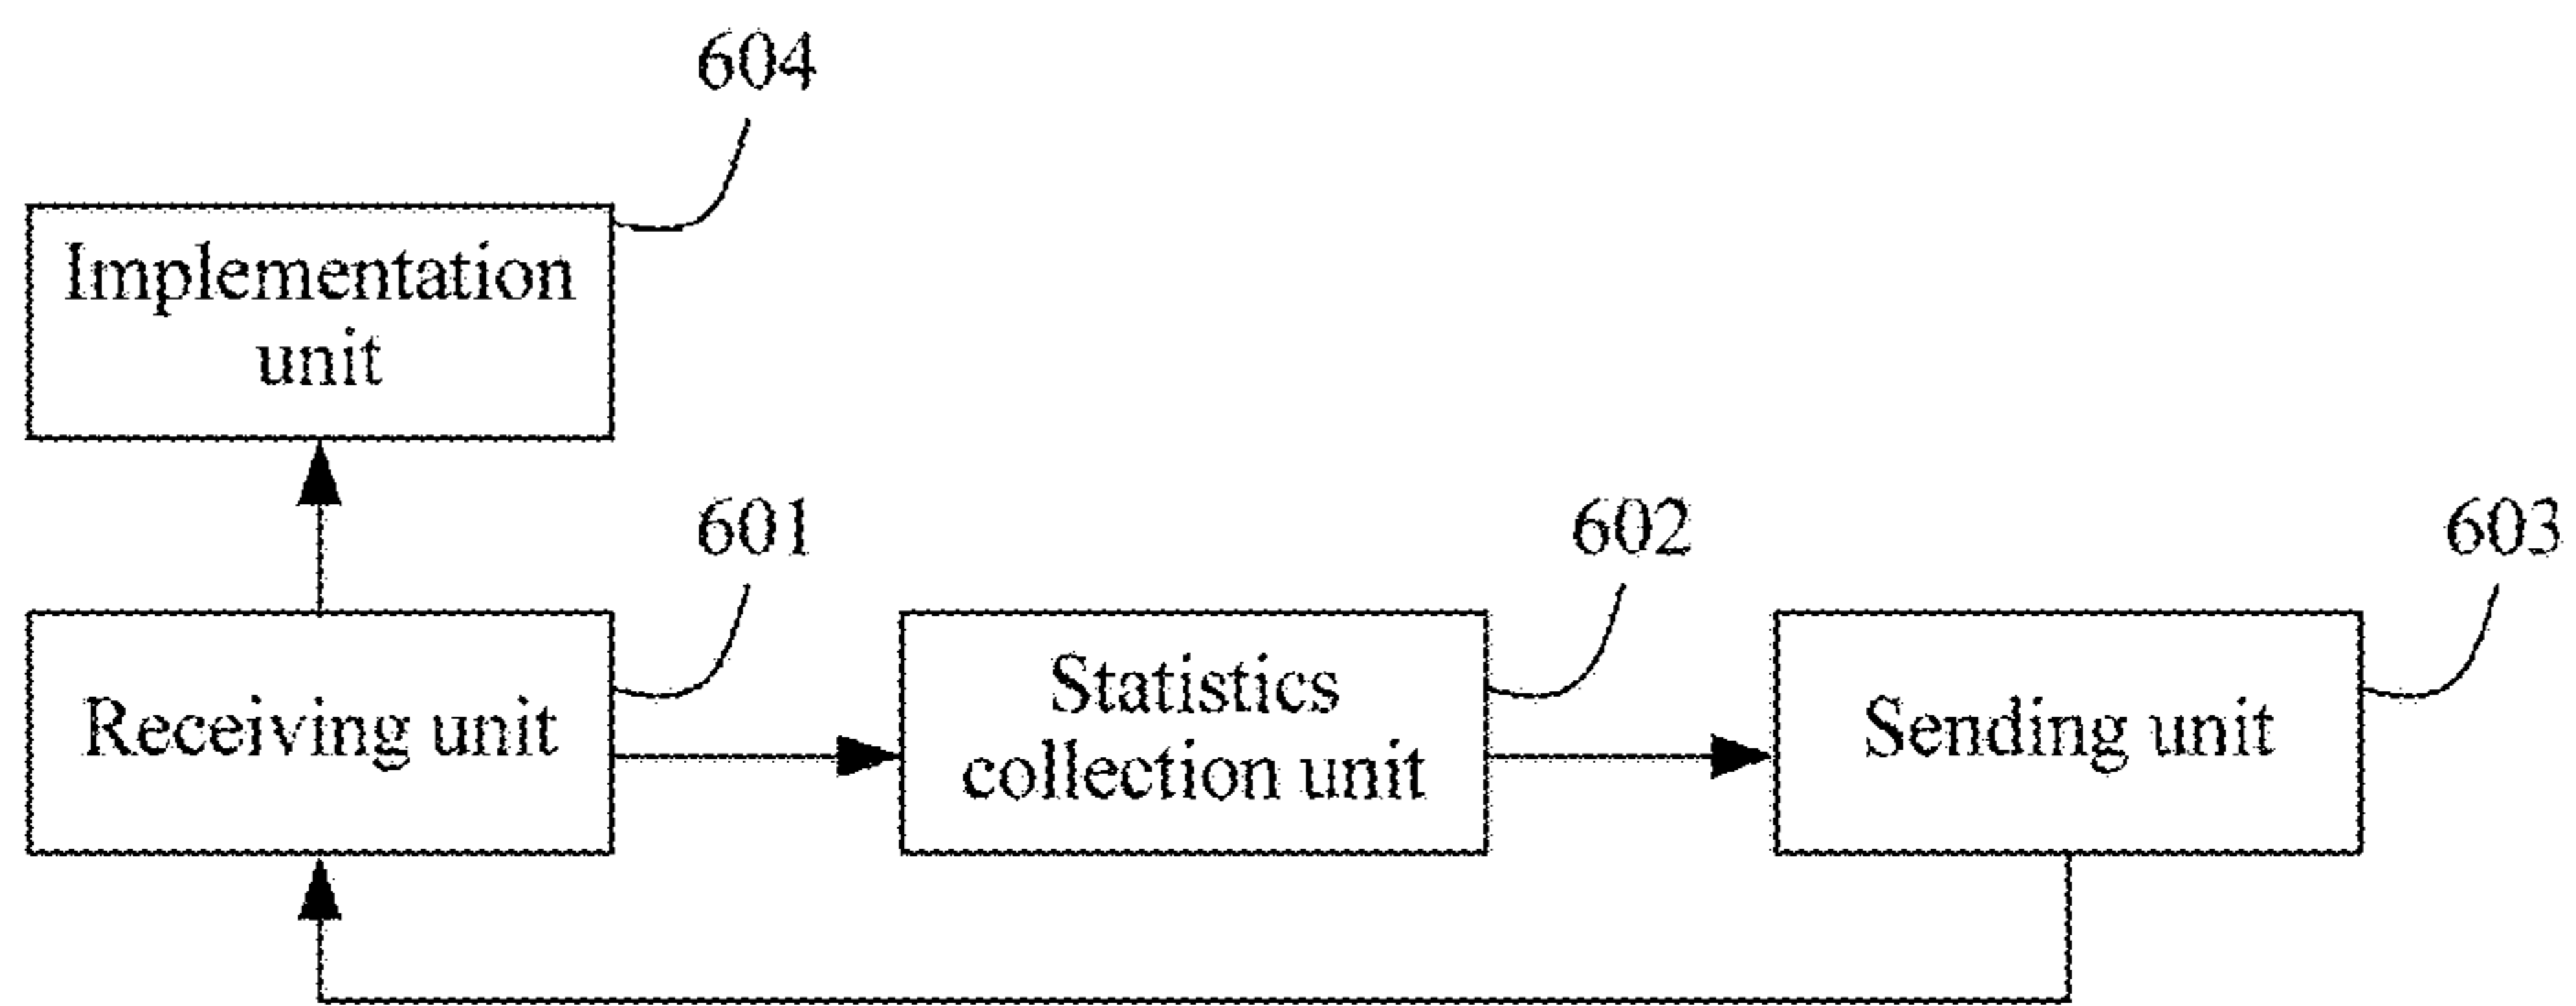 604
Implementation
unit
601
602
603
Receiving unit
Statistics
collection unit
Sending unit